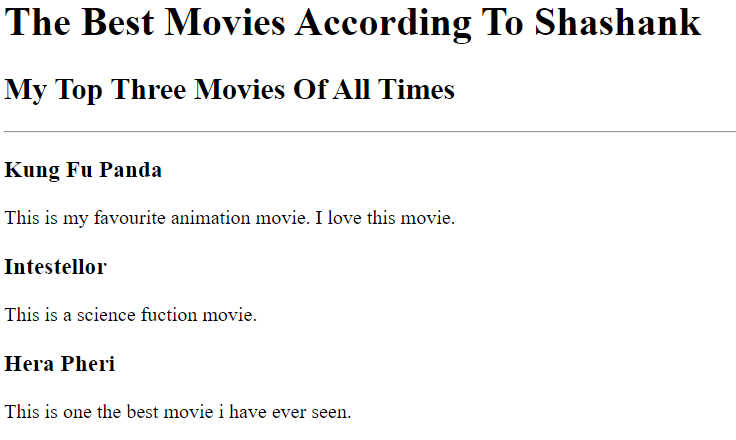 The Best Movies According To Shashank
My Top Three Movies Of All Times
Kung Fu Panda
This is my favourite animation movie. I love this movie.
Intestellor
This is a science fuction movie.
Hera Pheri
This is one the best movie i have ever seen.